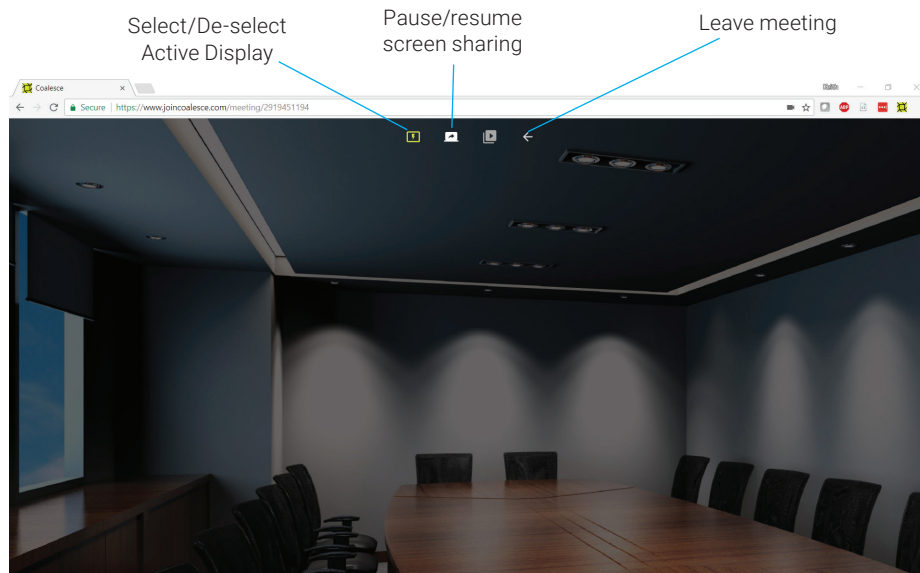 Select/De-select
Active Display
Pause/resume
screen sharing
Leave meeting
Coalesce
Secure
https://www.joincoalesce.com/meeting/2919451194
ABP